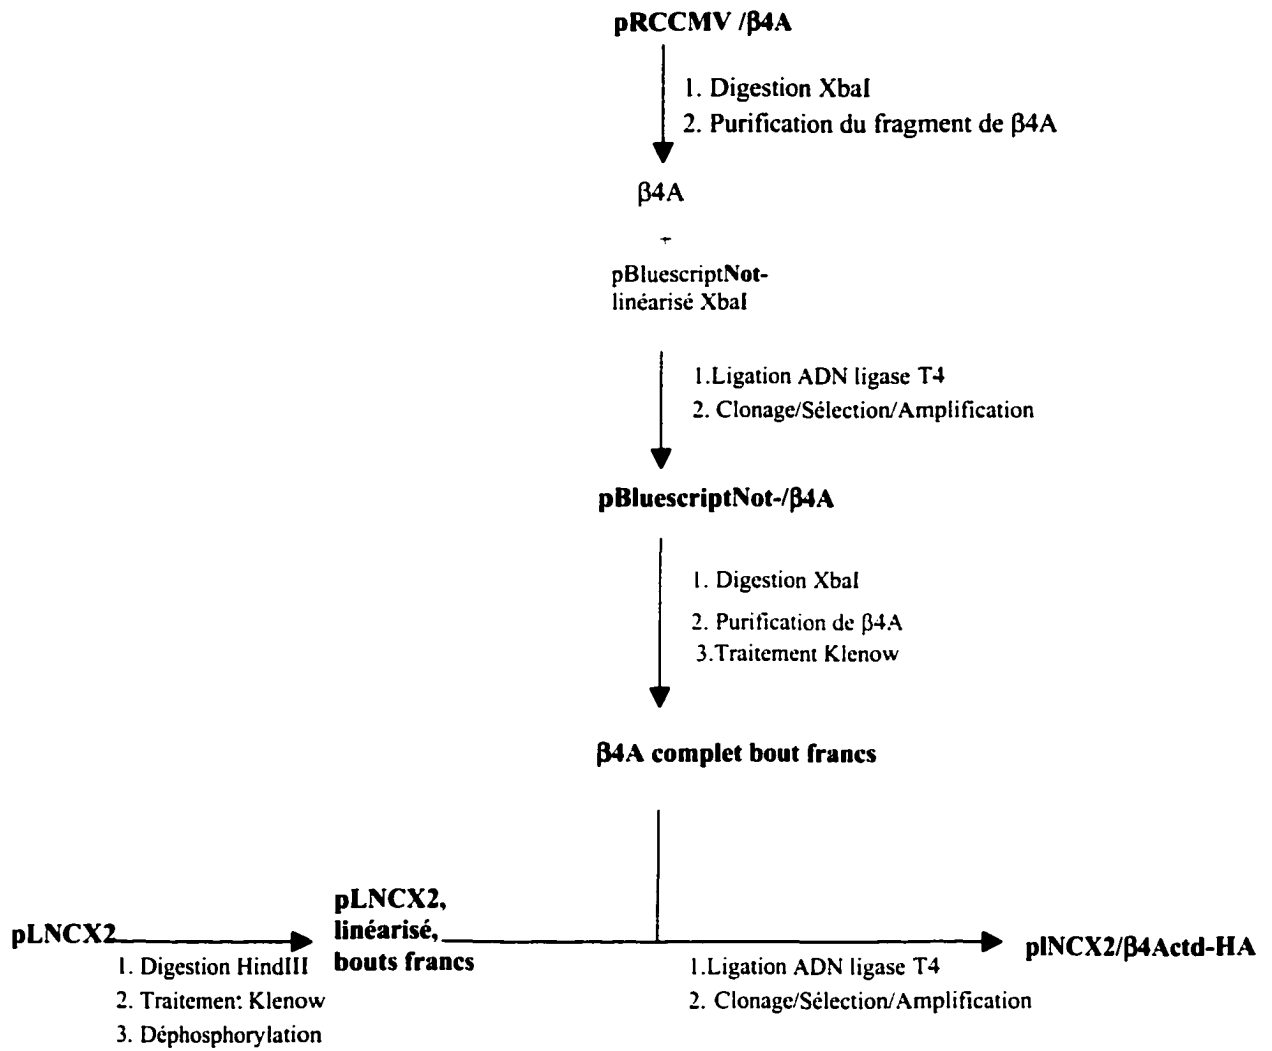 pRCCMV /β4A
1. Digestion XbaI
2. Purification du fragment de β4A
β4A
+
pBluescriptNot-
linéarisé XbaI
1.Ligation ADN ligase T4
2. Clonage/Sélection/Amplification
pBluescriptNot-/β4A
1. Digestion XbaI
2. Purification de β4A
3.Traitement Klenow
β4A complet bout francs
pLNCX2
1. Digestion HindIII
2. Traitement Klenow
3. Déphosphorylation
pLNCX2,
linéarisé,
bouts francs
1.Ligation ADN ligase T4
2. Clonage/Sélection/Amplification
plNCX2/β4Actd-HA